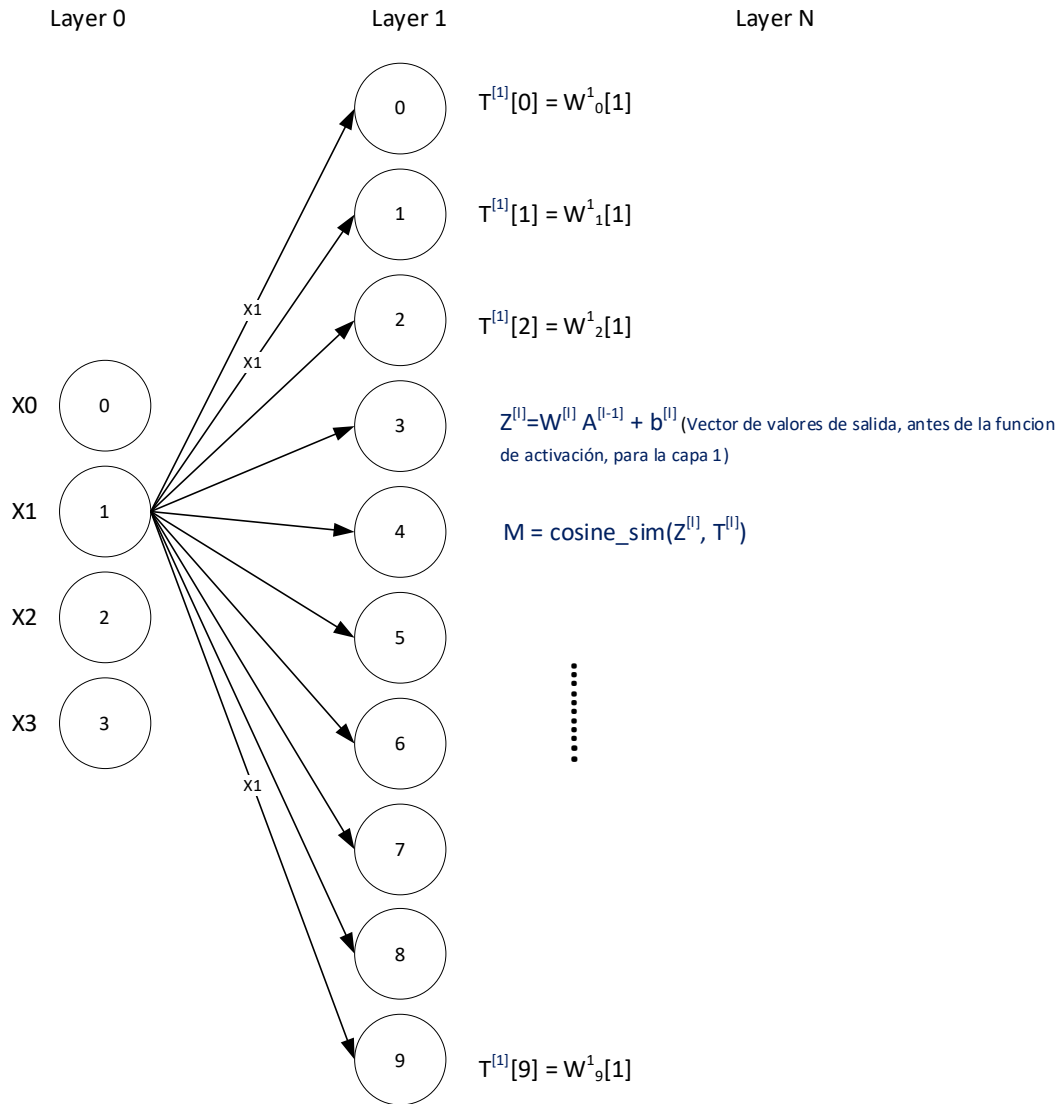 Layer 0
Layer 1
Layer N
0
T[1][0] = W¹₀[1]
1
T[1][1] = W¹₁[1]
X1
2
T[1][2] = W¹₂[1]
X1
X0
0
3
Z[l]=W[l] A[l-1] + b[l] (Vector de valores de salida, antes de la funcion
de activación, para la capa 1)
X1
1
4
M = cosine_sim(Z[l], T[l])
X2
2
5
X3
3
6
X1
7
8
9
T[1][9] = W¹₉[1]